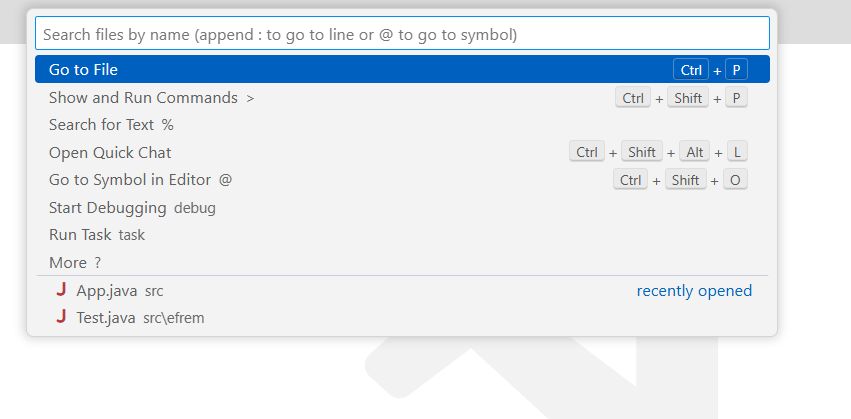 Search files by name (append : to go to line or @ to go to symbol)
Go to File Ctrl + P
Show and Run Commands > Ctrl + Shift + P
Search for Text %
Open Quick Chat Ctrl + Shift + Alt + L
Go to Symbol in Editor @ Ctrl + Shift + O
Start Debugging debug
Run Task task
More ?
J App.java src recently opened
J Test.java src\efrem